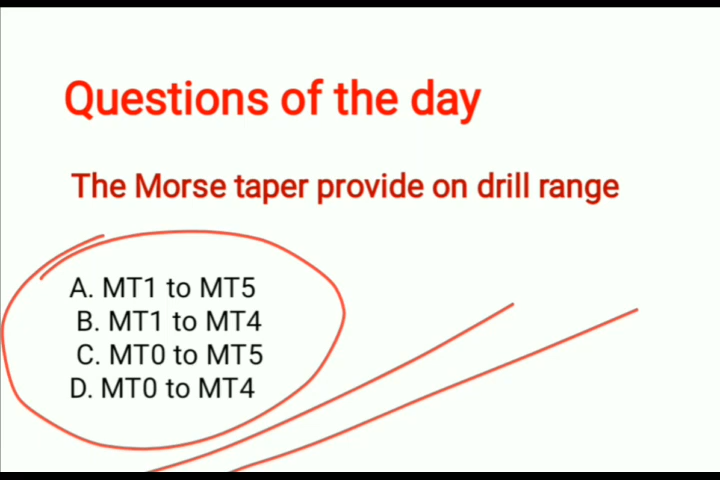 Questions of the day
The Morse taper provide on drill range
A. MT1 to MT5
B. MT1 to MT4
C. MT0 to MT5
D. MT0 to MT4